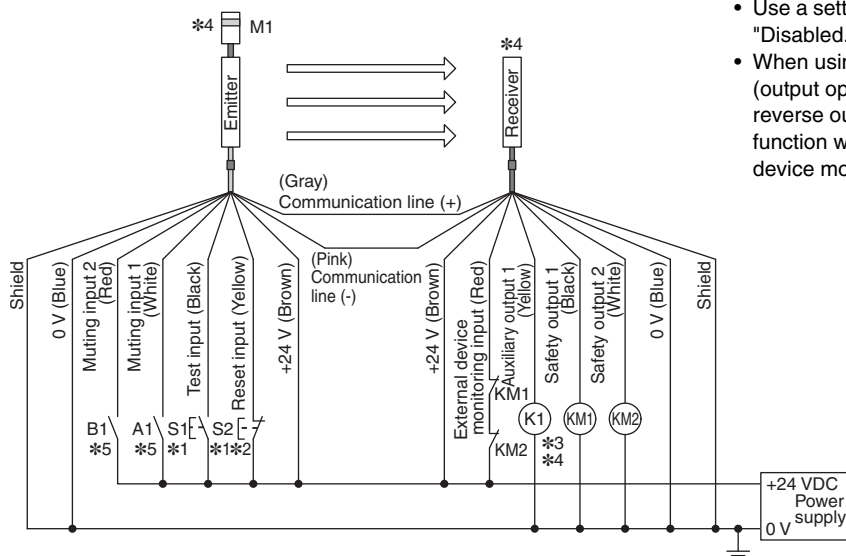 • Use a sett
"Disabled.
• When usin
(output op
reverse ou
function w
device mo
✽4
M1
✽4
Emitter
Receiver
(Gray)
Communication line (+)
(Pink)
Communication
line (-)
Shield
0 V (Blue)
Muting input 2
(Red)
Muting input 1
(White)
Test input (Black)
Reset input (Yellow)
+24 V (Brown)
+24 V (Brown)
External device
monitoring input (Red)
Auxiliary output 1
(Yellow)
Safety output 1
(Black)
Safety output 2
(White)
0 V (Blue)
Shield
KM1
B1
✽5
A1
✽5
S1
✽1
S2
✽1✽2
KM2
K1
✽3
✽4
KM1
KM2
+24 VDC
Power
supply
0 V